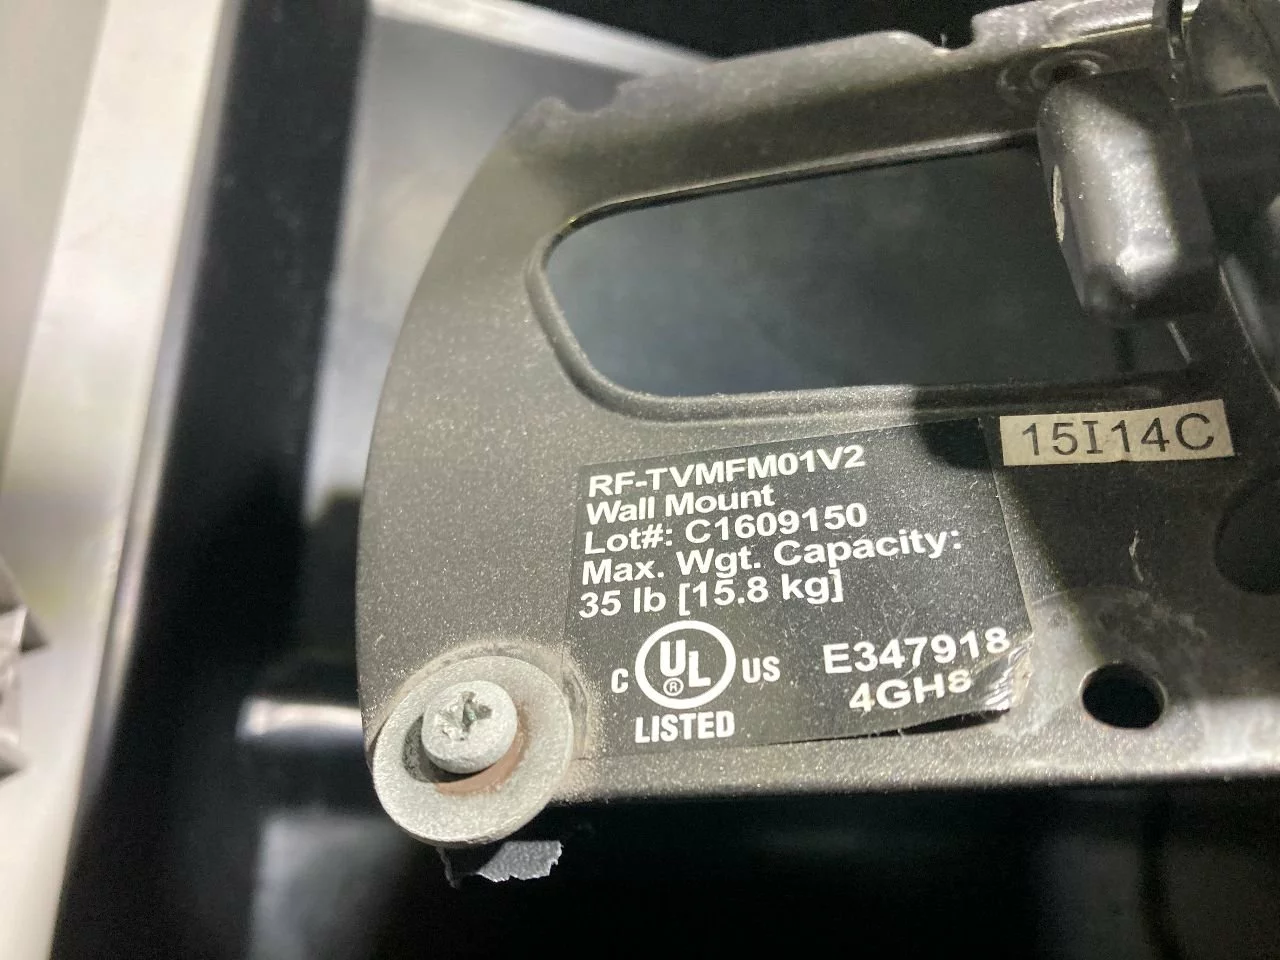 15I14C
RF-TVMFM01V2
Wall Mount
Lot#: C1609150
Max. Wgt. Capacity:
35 lb [15.8 kg]
C UL US
®
LISTED
E347918
4GH8